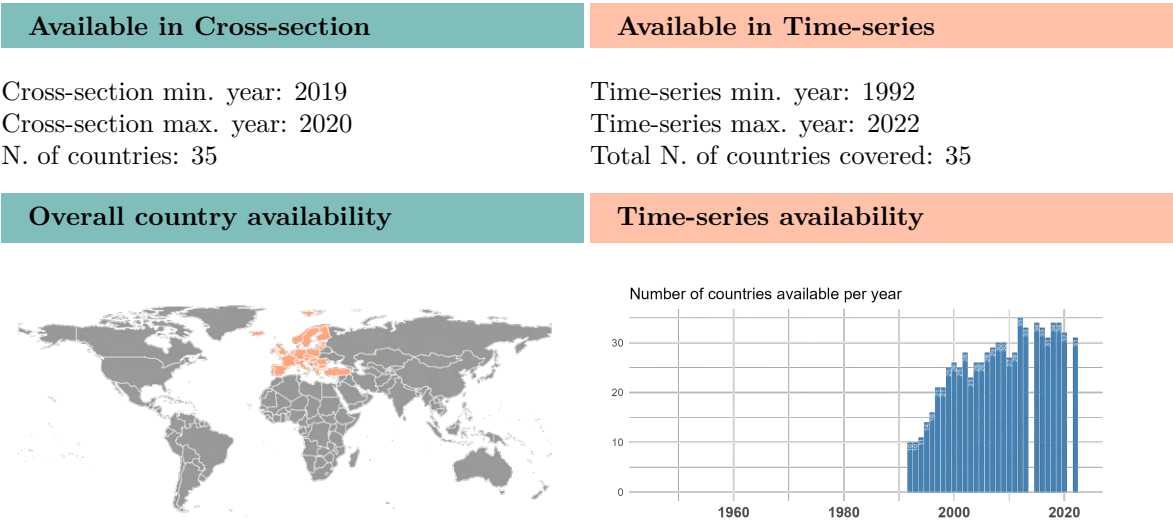 Available in Cross-section
Available in Time-series
Cross-section min. year: 2019
Cross-section max. year: 2020
N. of countries: 35
Time-series min. year: 1992
Time-series max. year: 2022
Total N. of countries covered: 35
Overall country availability
Time-series availability
Number of countries available per year
30
20
10
0
1960
1980
2000
2020